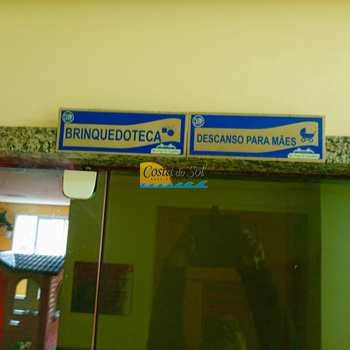 BRINQUEDOTECA
DESCANSO PARA MÃES
Costa do Sol